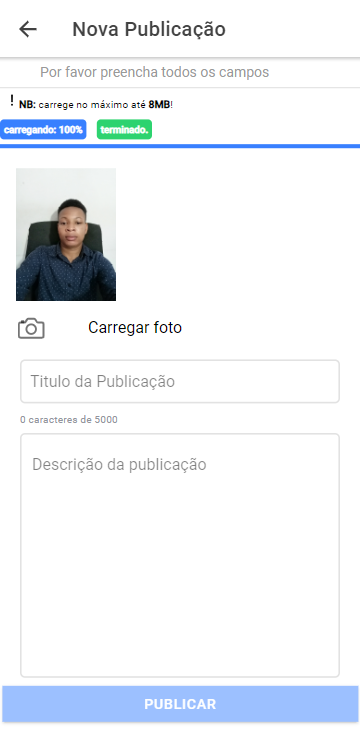 Nova Publicação
Por favor preencha todos os campos
! NB: carregue no máximo até 8MB!
carregando: 100% terminado.
Carregar foto
Titulo da Publicação
0 caracteres de 5000
Descrição da publicação
PUBLICAR